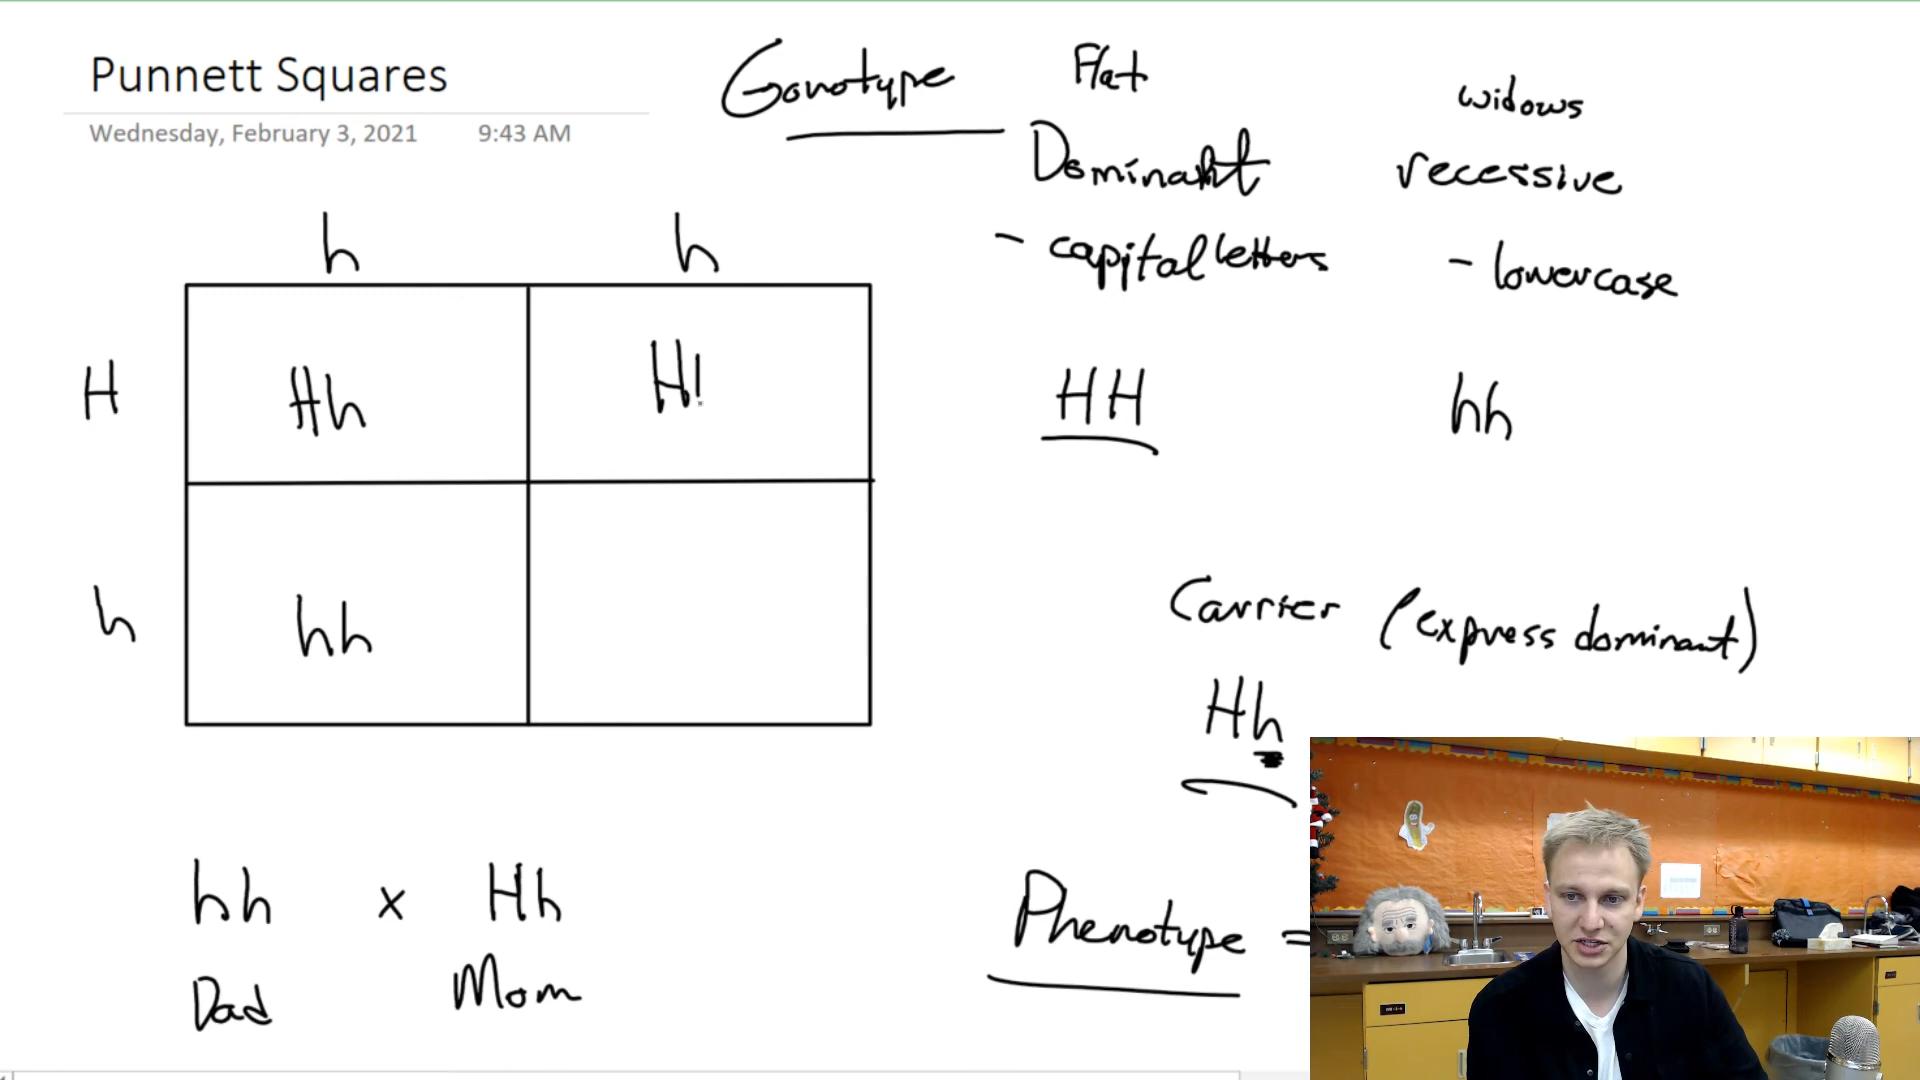 Punnett Squares
Wednesday, February 3, 2021 9:43 AM
Gonotype
Flat
widows
Dominant
recessive
- capital letters
- lowercase
h h
H
Hh
H
HH
hh
h
hh
Carrier (express dominant)
Hh
hh x Hh
Dad Mom
Phenotype =